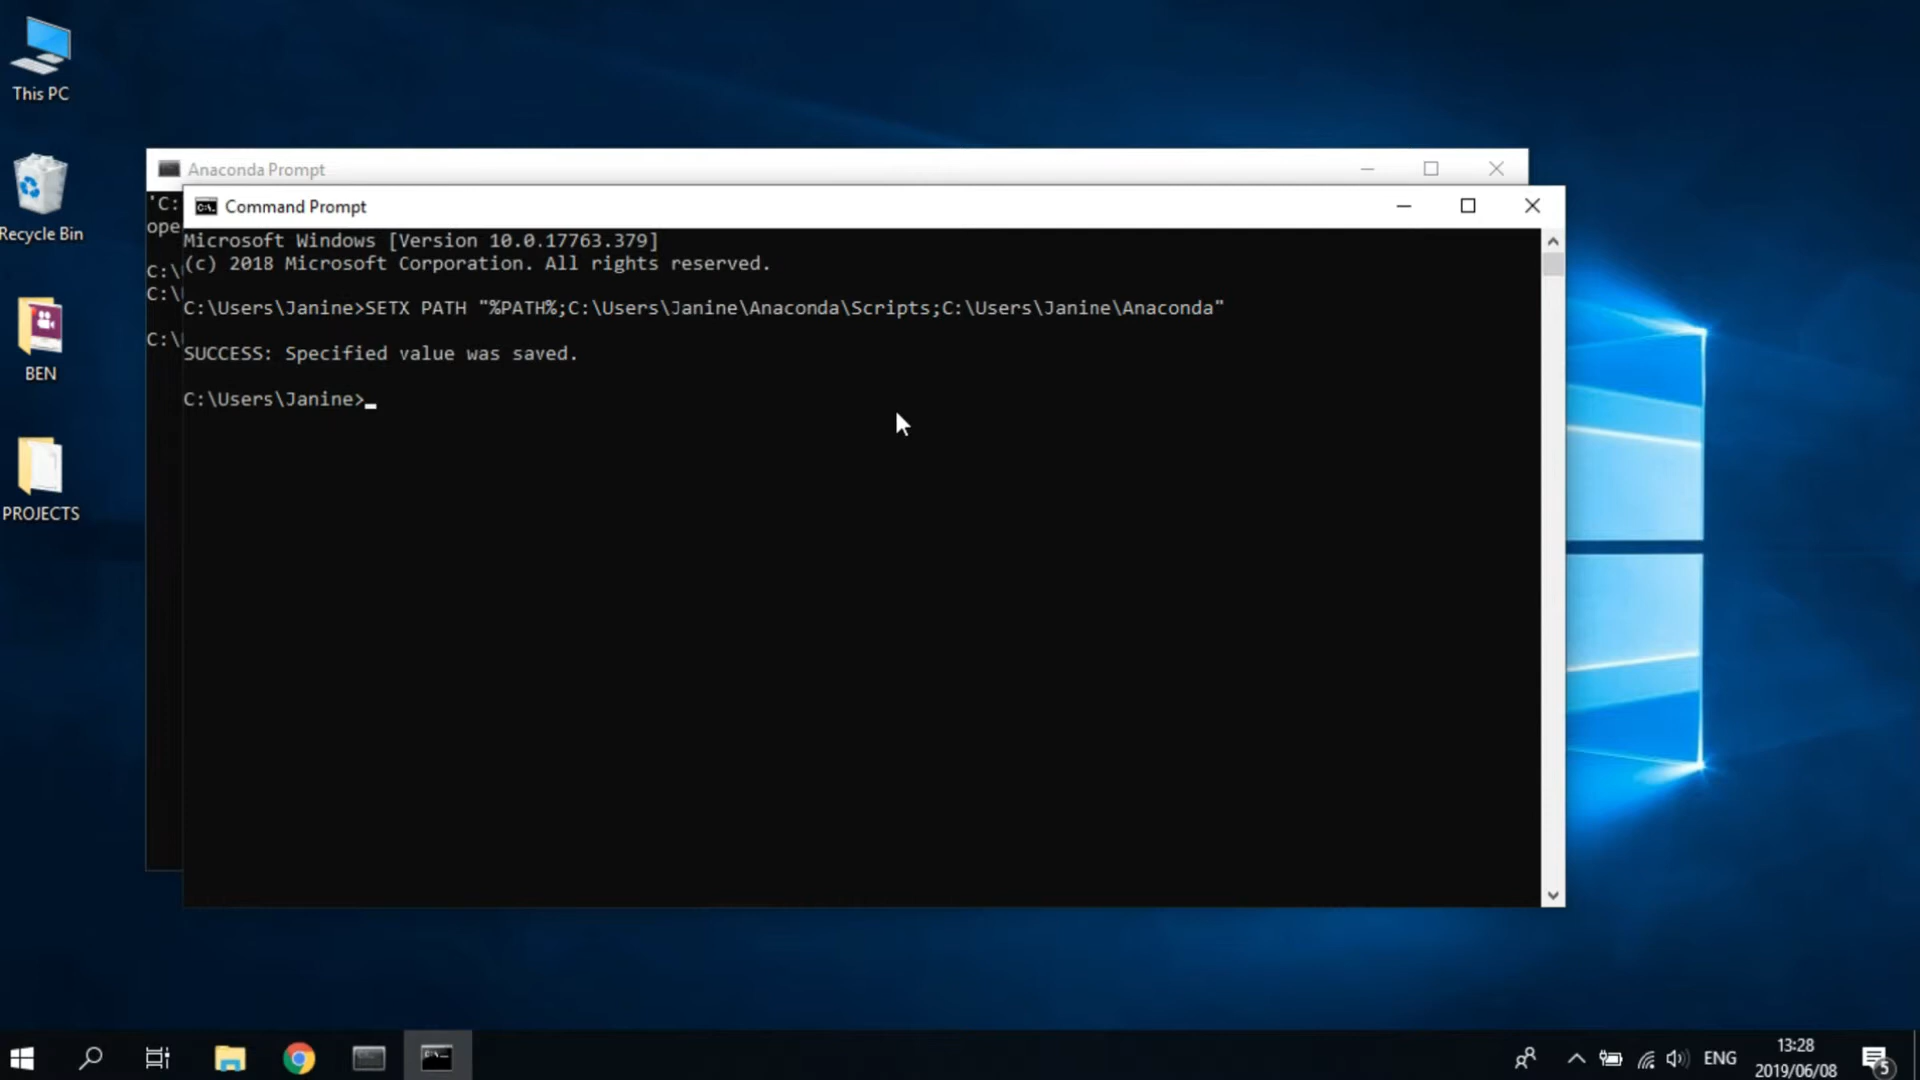 This PC
Recycle Bin
BEN
PROJECTS
Anaconda Prompt
'C:
ope
C:\
C:\
C:\
Command Prompt
Microsoft Windows [Version 10.0.17763.379]
(c) 2018 Microsoft Corporation. All rights reserved.
C:\Users\Janine>SETX PATH "%PATH%;C:\Users\Janine\Anaconda\Scripts;C:\Users\Janine\Anaconda"
SUCCESS: Specified value was saved.
C:\Users\Janine>
ENG
13:28
2019/06/08
5